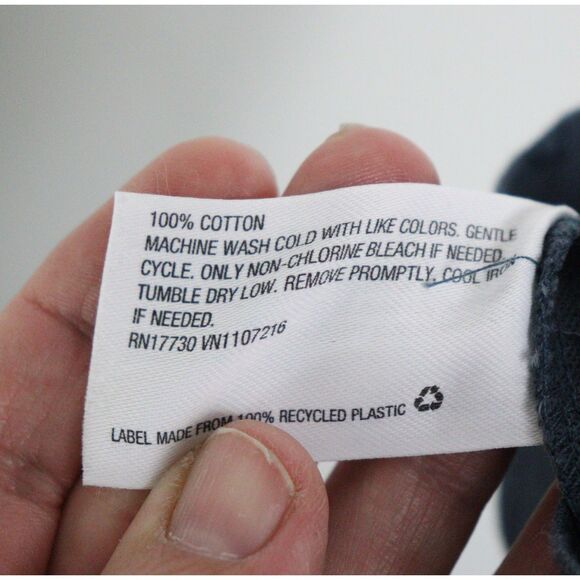 100% COTTON
MACHINE WASH COLD WITH LIKE COLORS. GENTLE
CYCLE. ONLY NON-CHLORINE BLEACH IF NEEDED.
TUMBLE DRY LOW. REMOVE PROMPTLY. COOL IRON
IF NEEDED.
RN17730 VN1107216
LABEL MADE FROM 100% RECYCLED PLASTIC